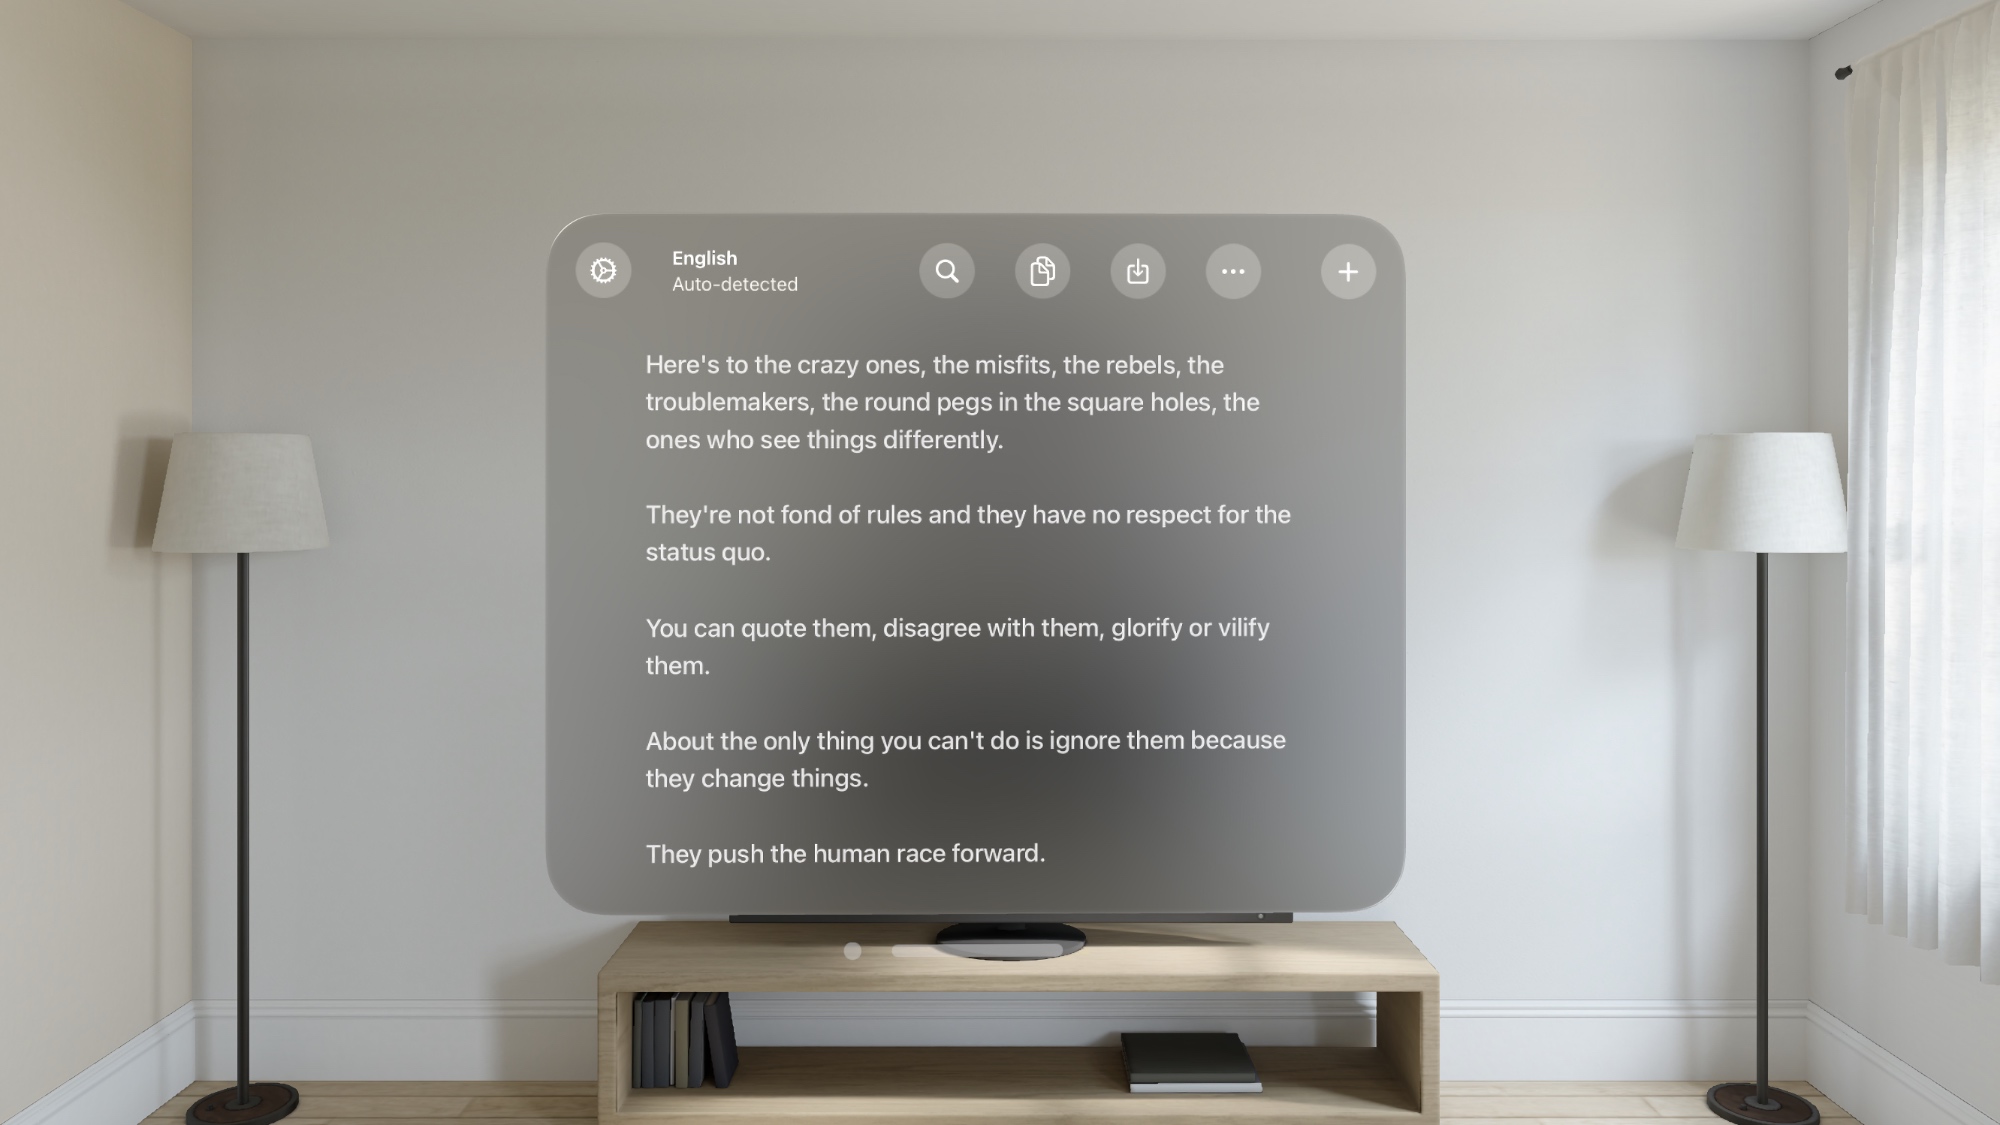 English
Auto-detected
Here's to the crazy ones, the misfits, the rebels, the
troublemakers, the round pegs in the square holes, the
ones who see things differently.
They're not fond of rules and they have no respect for the
status quo.
You can quote them, disagree with them, glorify or vilify
them.
About the only thing you can't do is ignore them because
they change things.
They push the human race forward.